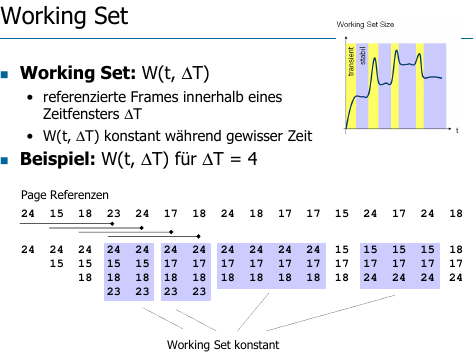 Working Set
Working Set Size
transient
stabil
t
Working Set: W(t, ΔT)
• referenzierte Frames innerhalb eines
Zeitfensters ΔT
• W(t, ΔT) konstant während gewisser Zeit
Beispiel: W(t, ΔT) für ΔT = 4
Page Referenzen
24 15 18 23 24 17 18 24 18 17 17 15 24 17 24 18
24 24 24 24 24 24 24 24 24 24 24 15 15 15 15 18
15 15 15 15 17 17 17 17 17 17 17 17 17 17 17
18 18 18 18 18 18 18 18 18 18 24 24 24 24
23 23 23 23
Working Set konstant